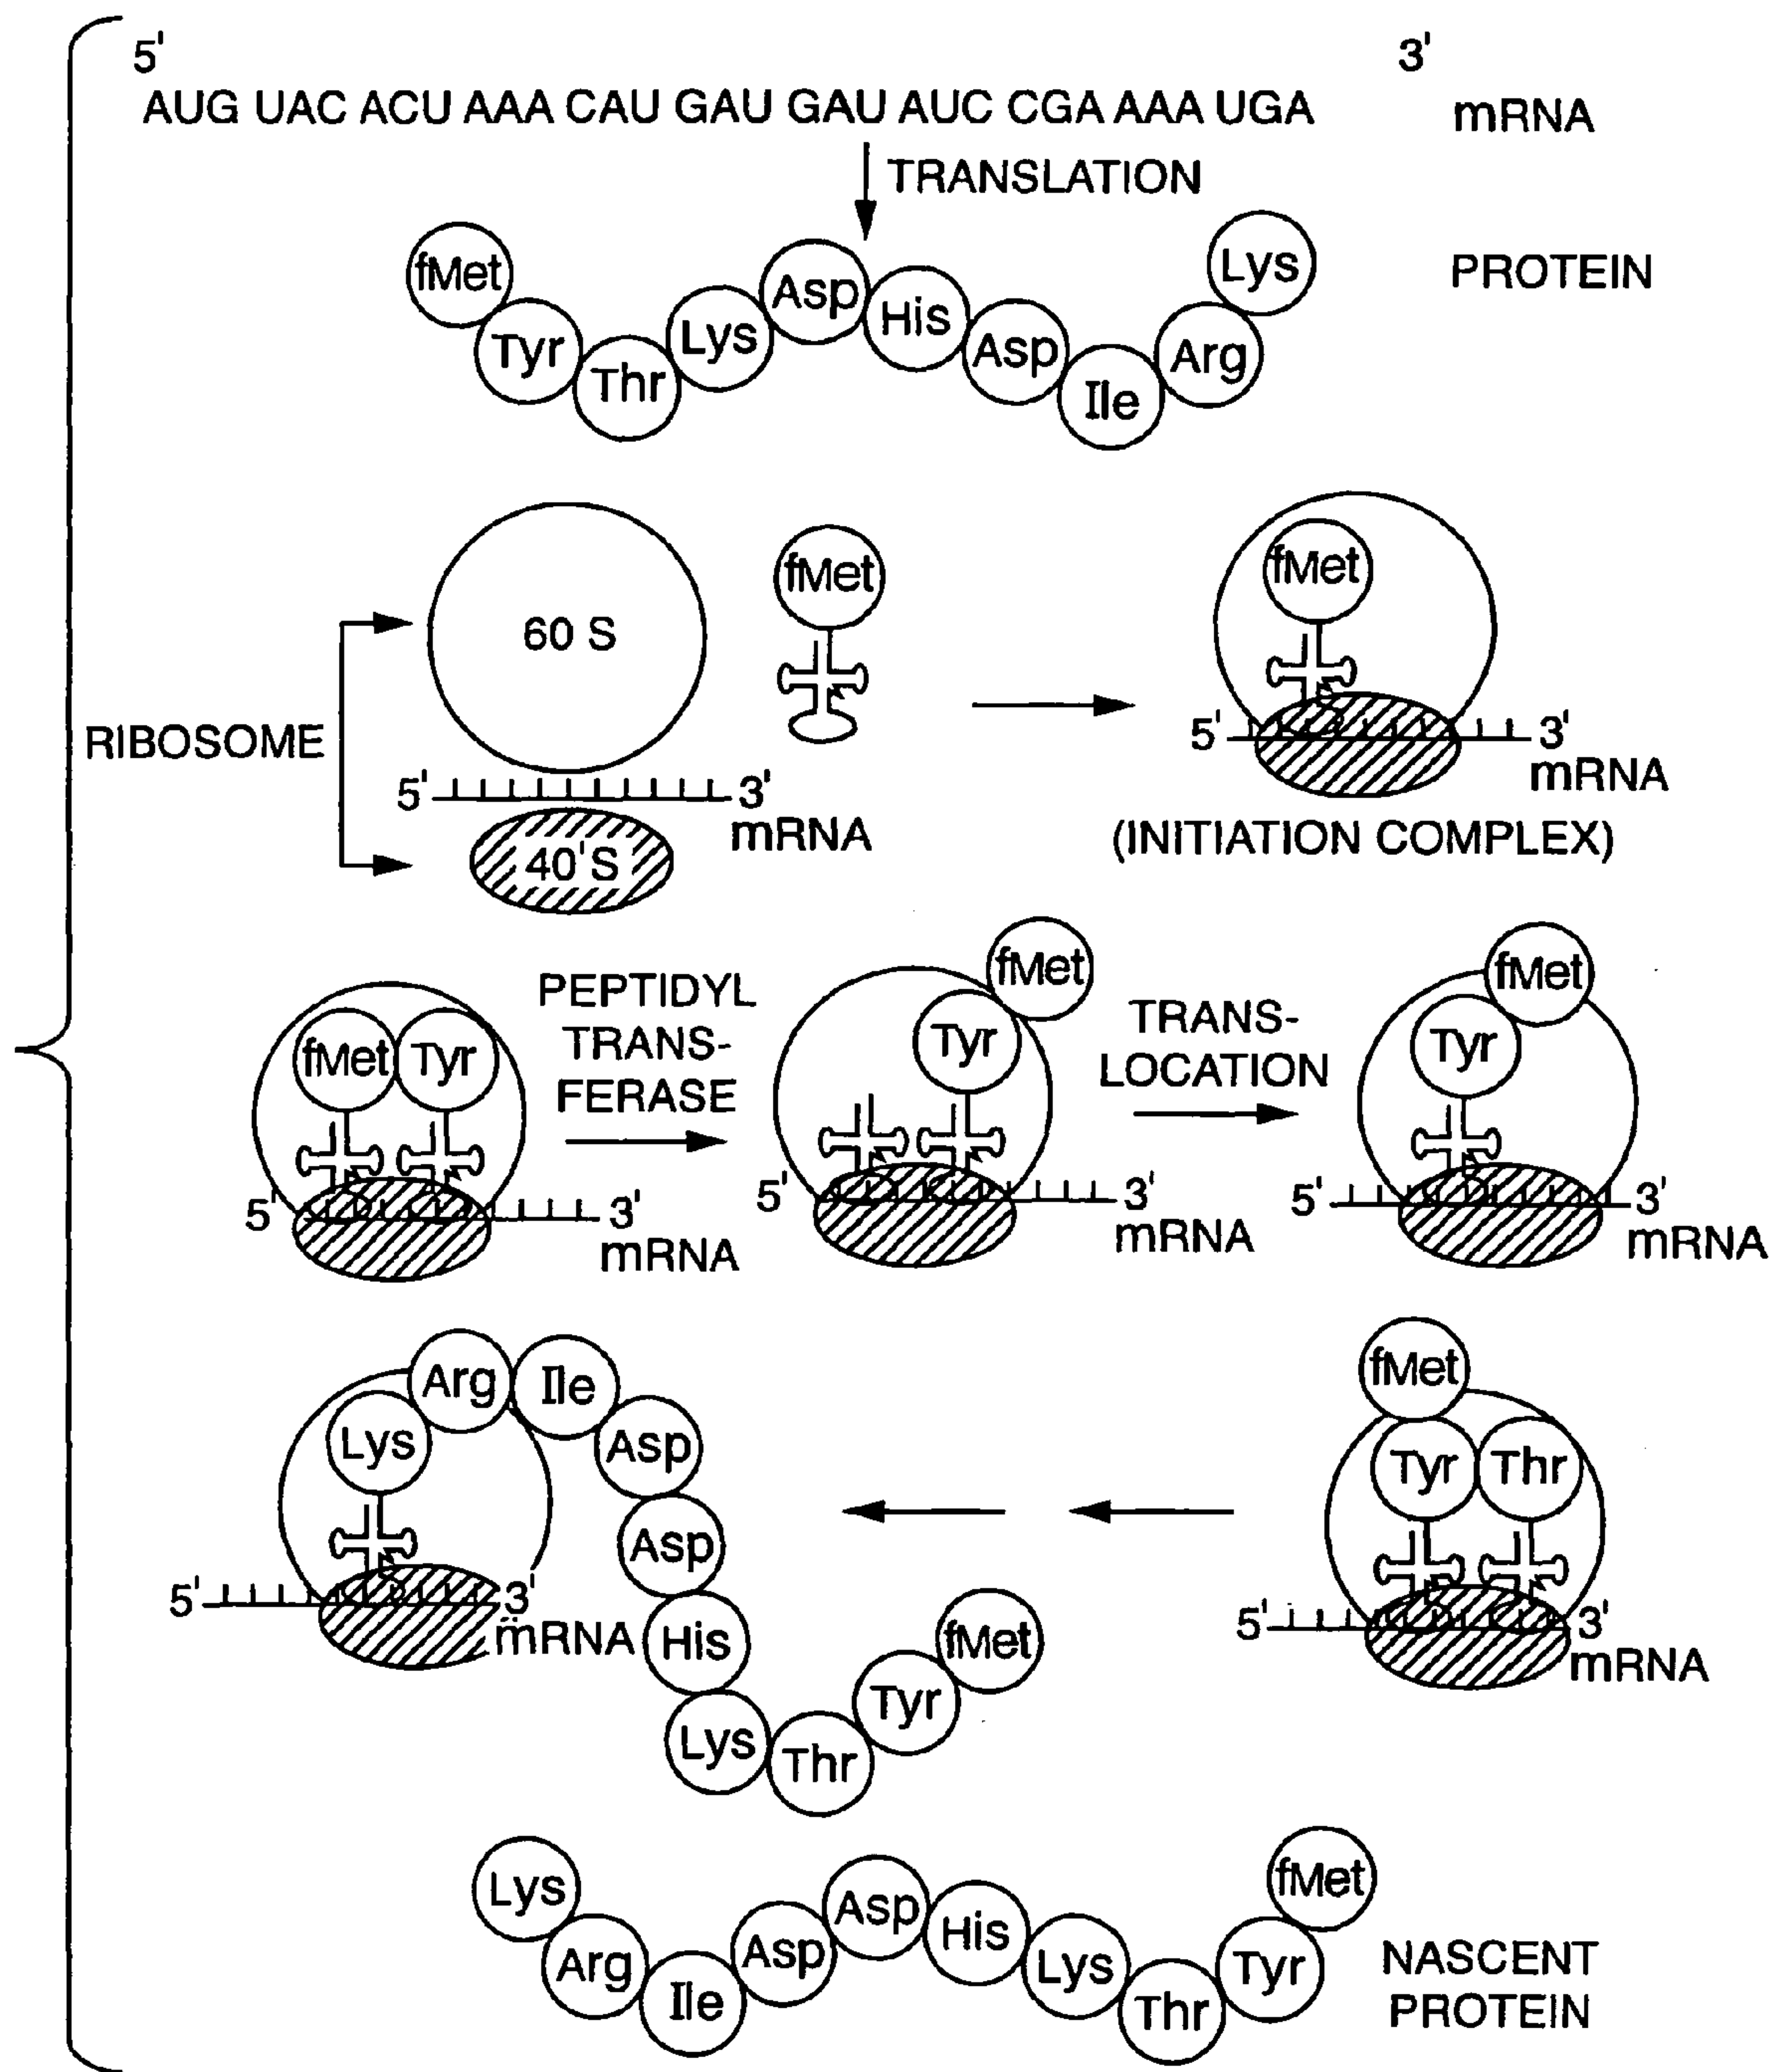 5' 3'
AUG UAC ACU AAA CAU GAU GAU AUC CGA AAA UGA mRNA
TRANSLATION
fMet Tyr Thr Lys Asp His Asp Ile Arg Lys PROTEIN
RIBOSOME
60 S
5' 3'
mRNA
40'S
fMet
fMet
5' 3'
mRNA
(INITIATION COMPLEX)
fMet Tyr
5' 3'
mRNA
PEPTIDYL
TRANS-
FERASE
fMet
Tyr
5' 3'
mRNA
TRANS-
LOCATION
fMet
Tyr
5' 3'
mRNA
fMet
Tyr Thr
5' 3'
mRNA
Lys Arg Ile Asp Asp His Lys Thr Tyr fMet
5' 3'
mRNA
Lys Arg Ile Asp Asp His Lys Thr Tyr fMet
NASCENT
PROTEIN